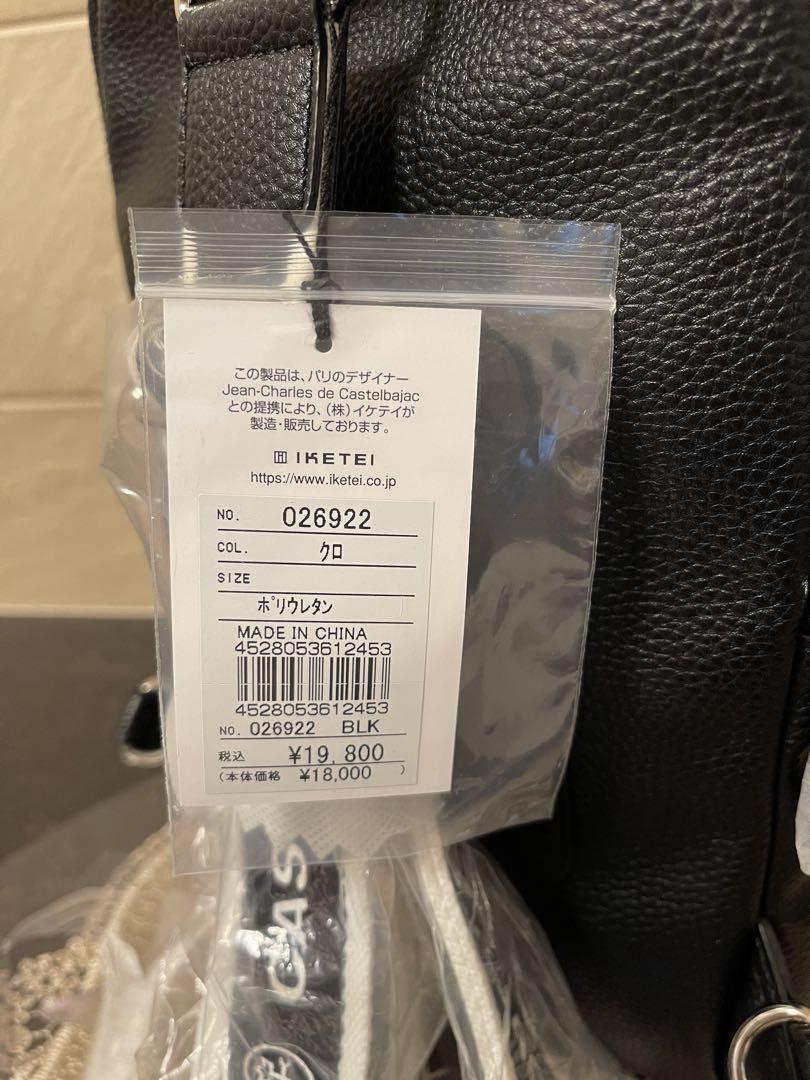 この製品は、パリのデザイナー
Jean-Charles de Castelbajac
との提携により、(株)イケテイが
製造・販売しております。
IKETEI
https://www.iketei.co.jp
NO. 026922
COL. クロ
SIZE
ポリウレタン
MADE IN CHINA
4528053612453
4528053612453
NO. 026922 BLK
税込 ¥19,800
(本体価格 ¥18,000 )
CAS